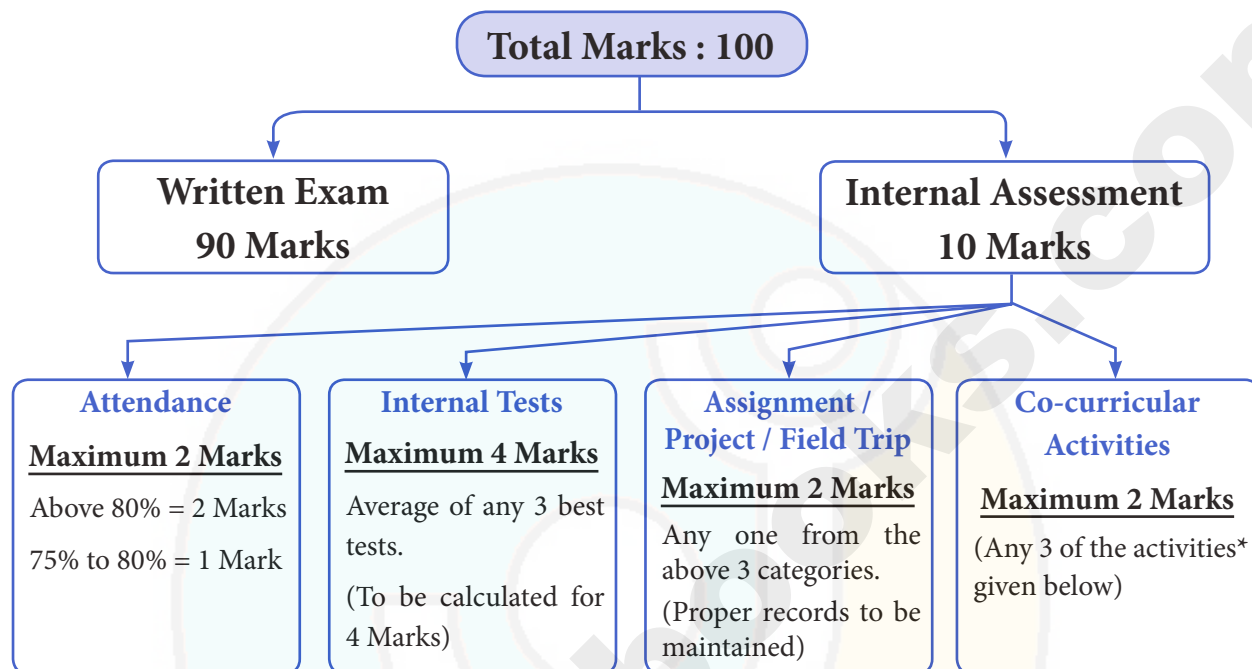 Total Marks : 100
Written Exam
90 Marks
Internal Assessment
10 Marks
Attendance
Maximum 2 Marks
Above 80% = 2 Marks
75% to 80% = 1 Mark
Internal Tests
Maximum 4 Marks
Average of any 3 best
tests.
(To be calculated for
4 Marks)
Assignment /
Project / Field Trip
Maximum 2 Marks
Any one from the
above 3 categories.
(Proper records to be
maintained)
Co-curricular
Activities
Maximum 2 Marks
(Any 3 of the activities*
given below)